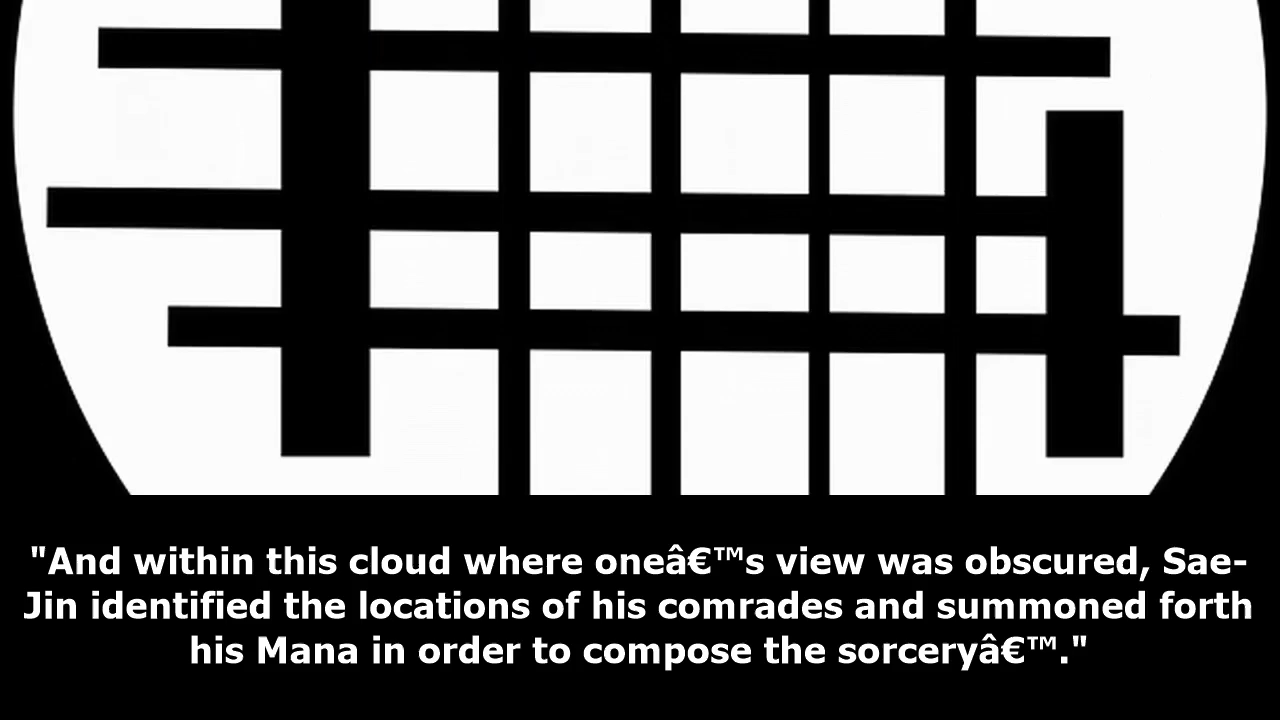 "And within this cloud where oneâ€™s view was obscured, Sae-
Jin identified the locations of his comrades and summoned forth
his Mana in order to compose the sorceryâ€™."